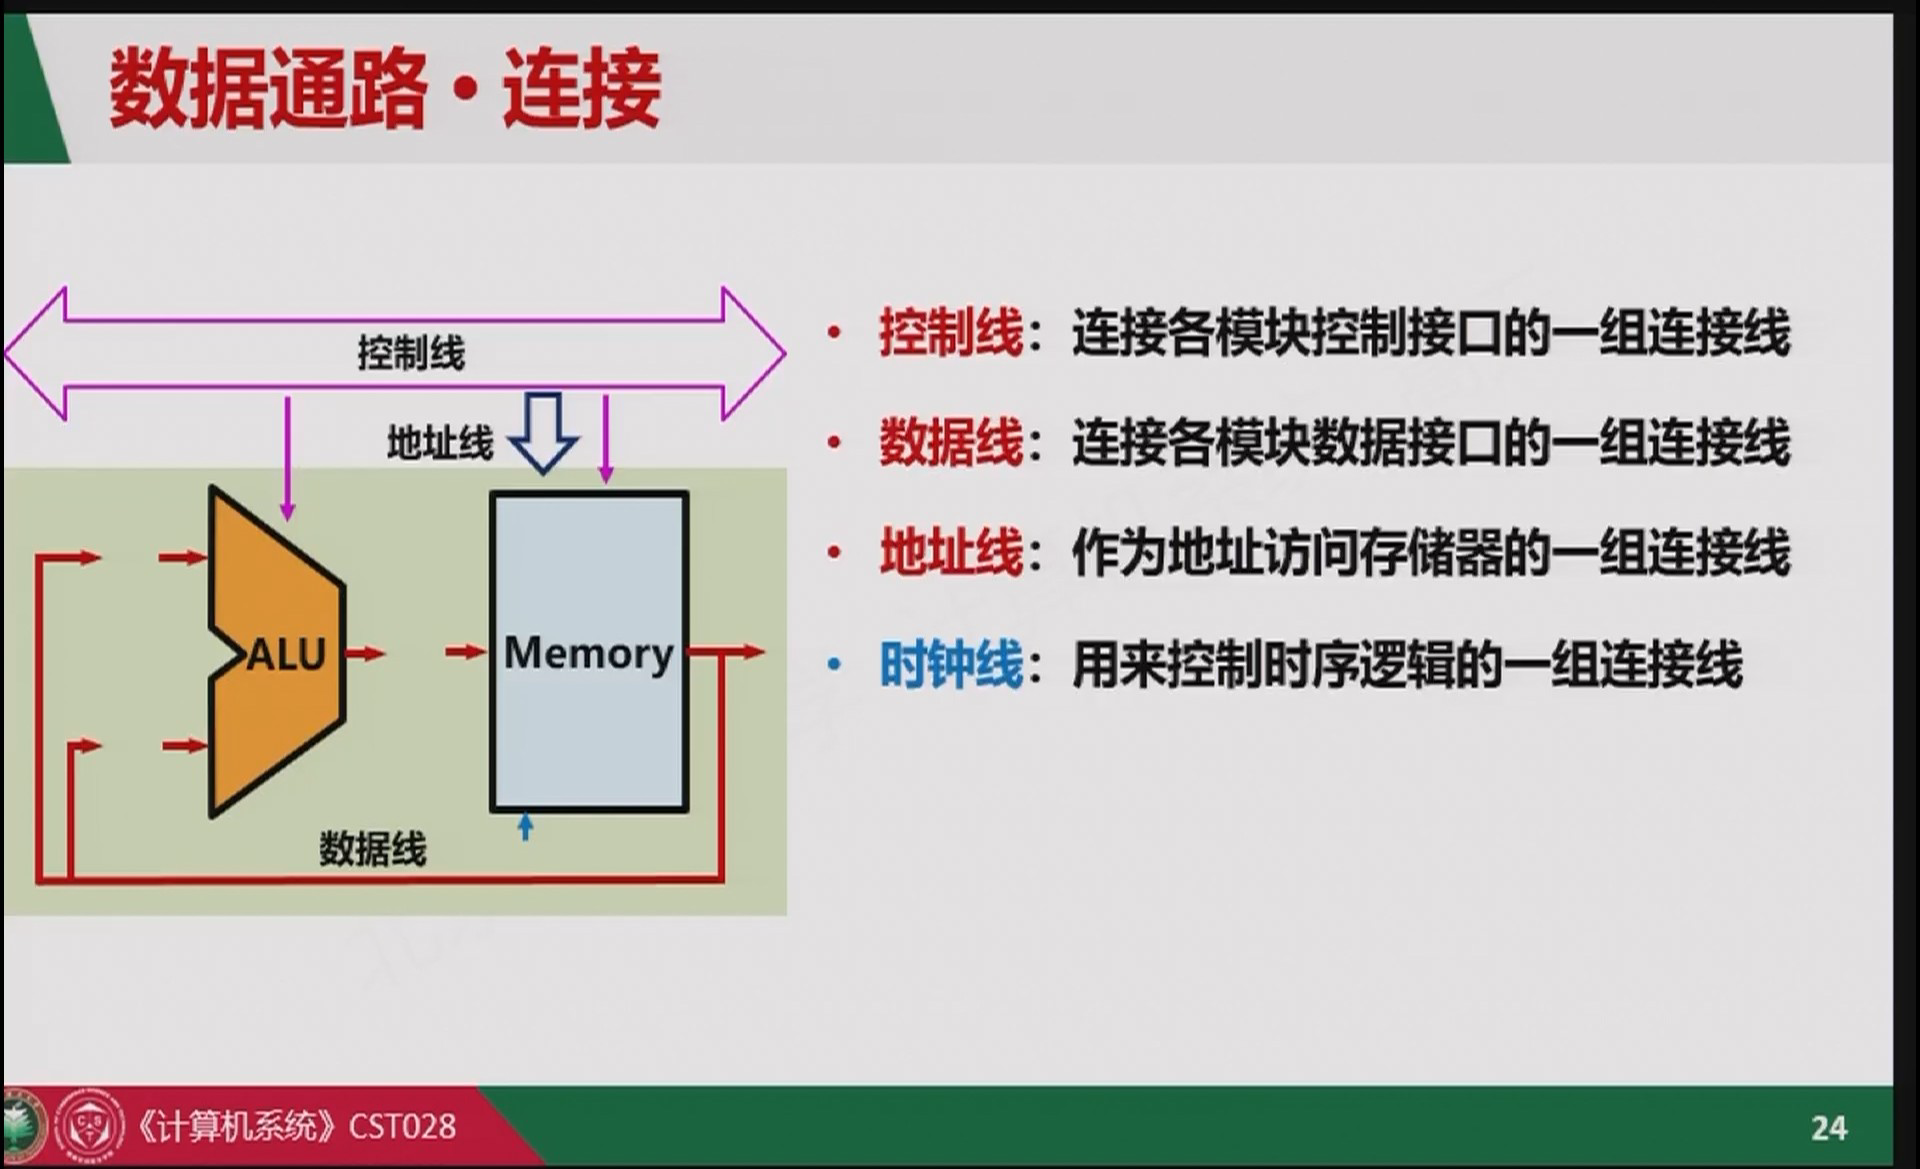 数据通路·连接
控制线
地址线
ALU
Memory
数据线
• 控制线：连接各模块控制接口的一组连接线
• 数据线：连接各模块数据接口的一组连接线
• 地址线：作为地址访问存储器的一组连接线
• 时钟线：用来控制时序逻辑的一组连接线
《计算机系统》CST028
24